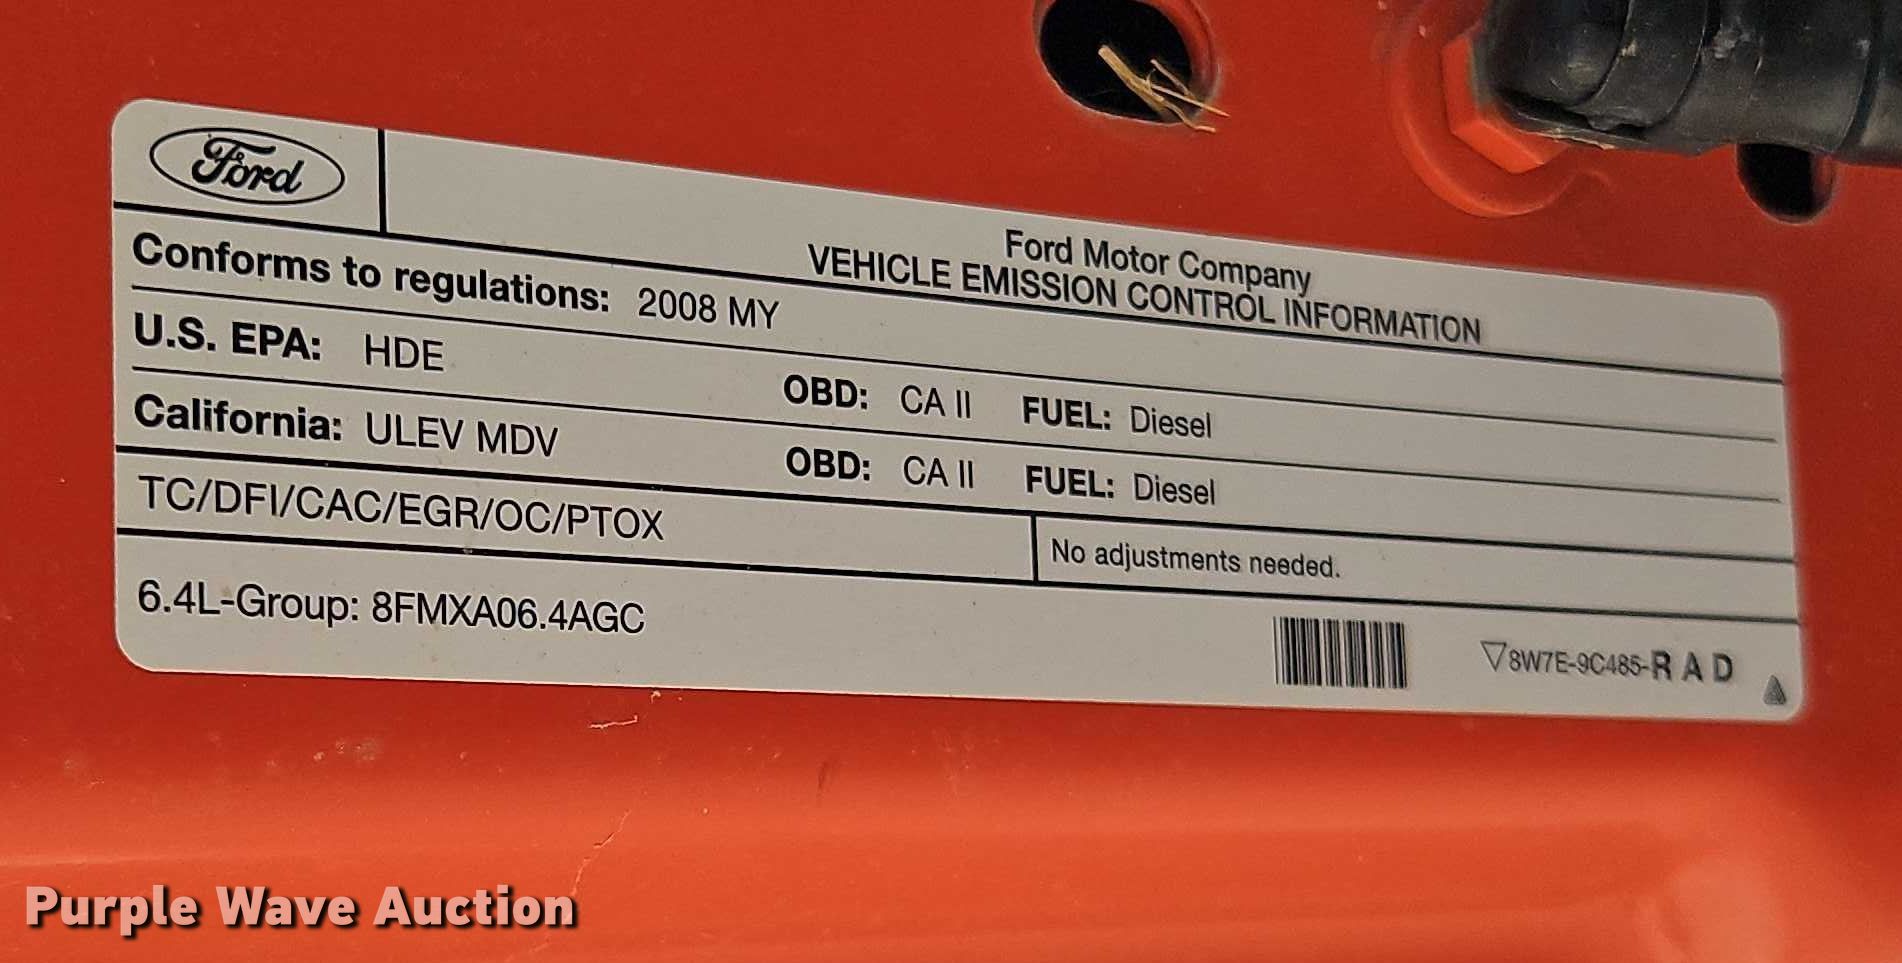 Ford
Ford Motor Company
VEHICLE EMISSION CONTROL INFORMATION
Conforms to regulations: 2008 MY
U.S. EPA: HDE OBD: CA II FUEL: Diesel
California: ULEV MDV OBD: CA II FUEL: Diesel
TC/DFI/CAC/EGR/OC/PTOX No adjustments needed.
6.4L-Group: 8FMXA06.4AGC
8W7E-9C485-R A D
Purple Wave Auction